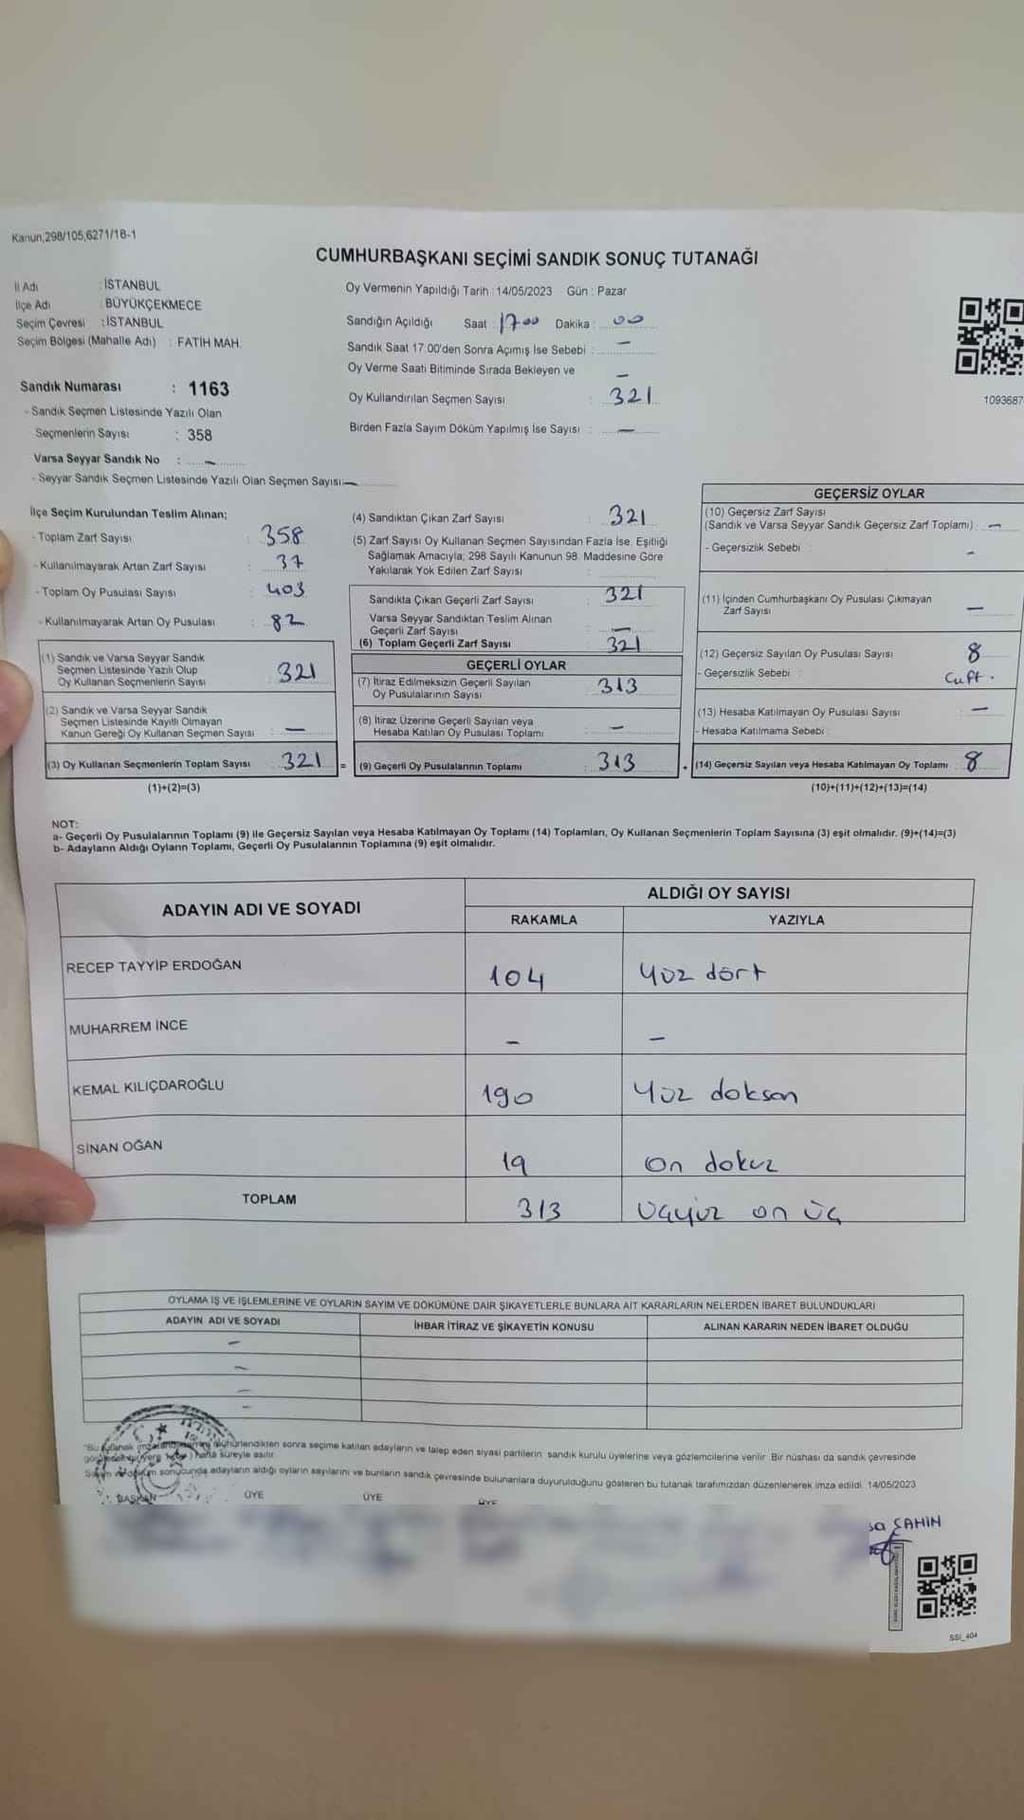 Kanun,298/105,6271/18-1
CUMHURBAŞKANI SEÇİMİ SANDIK SONUÇ TUTANAĞI
İl Adı : İSTANBUL
İlçe Adı : BÜYÜKÇEKMECE
Seçim Çevresi : İSTANBUL
Seçim Bölgesi (Mahalle Adı) : FATİH MAH.
Sandık Numarası : 1163
- Sandık Seçmen Listesinde Yazılı Olan
Seçmenlerin Sayısı : 358
Varsa Seyyar Sandık No : -
- Seyyar Sandık Seçmen Listesinde Yazılı Olan Seçmen Sayısı: -
Oy Vermenin Yapıldığı Tarih : 14/05/2023 Gün : Pazar
Sandığın Açıldığı Saat : 17 00 Dakika : 00
Sandık Saat 17:00'den Sonra Açımış İse Sebebi : -
Oy Verme Saati Bitiminde Sırada Bekleyen ve -
Oy Kullandırılan Seçmen Sayısı : 321
Birden Fazla Sayım Döküm Yapılmış İse Sayısı : -
1093687
İlçe Seçim Kurulundan Teslim Alınan;
- Toplam Zarf Sayısı : 358
- Kullanılmayarak Artan Zarf Sayısı : 37
- Toplam Oy Pusulası Sayısı : 403
- Kullanılmayarak Artan Oy Pusulası : 82
(1) Sandık ve Varsa Seyyar Sandık
Seçmen Listesinde Yazılı Olup
Oy Kullanan Seçmenlerin Sayısı : 321
(2) Sandık ve Varsa Seyyar Sandık
Seçmen Listesinde Kayıtlı Olmayan
Kanun Gereği Oy Kullanan Seçmen Sayısı : -
(3) Oy Kullanan Seçmenlerin Toplam Sayısı : 321 =
(1)+(2)=(3)
(4) Sandıktan Çıkan Zarf Sayısı : 321
(5) Zarf Sayısı Oy Kullanan Seçmen Sayısından Fazla İse, Eşitliği
Sağlamak Amacıyla; 298 Sayılı Kanunun 98. Maddesine Göre
Yakılarak Yok Edilen Zarf Sayısı :
Sandıkta Çıkan Geçerli Zarf Sayısı : 321
Varsa Seyyar Sandıktan Teslim Alınan
Geçerli Zarf Sayısı : -
(6) Toplam Geçerli Zarf Sayısı : 321
GEÇERLİ OYLAR
(7) İtiraz Edilmeksizin Geçerli Sayılan
Oy Pusulalarının Sayısı : 313
(8) İtiraz Üzerine Geçerli Sayılan veya
Hesaba Katılan Oy Pusulası Toplamı : -
(9) Geçerli Oy Pusulalarının Toplamı : 313
GEÇERSİZ OYLAR
(10) Geçersiz Zarf Sayısı
(Sandık ve Varsa Seyyar Sandık Geçersiz Zarf Toplamı) : -
- Geçersizlik Sebebi : -
(11) İçinden Cumhurbaşkanı Oy Pusulası Çıkmayan
Zarf Sayısı : -
(12) Geçersiz Sayılan Oy Pusulası Sayısı : 8
- Geçersizlik Sebebi : Çift.
(13) Hesaba Katılmayan Oy Pusulası Sayısı : -
- Hesaba Katılmama Sebebi :
(14) Geçersiz Sayılan veya Hesaba Katılmayan Oy Toplamı : 8
(10)+(11)+(12)+(13)=(14)
NOT:
a- Geçerli Oy Pusulalarının Toplamı (9) ile Geçersiz Sayılan veya Hesaba Katılmayan Oy Toplamı (14) Toplamları, Oy Kullanan Seçmenlerin Toplam Sayısına (3) eşit olmalıdır. (9)+(14)=(3)
b- Adayların Aldığı Oyların Toplamı, Geçerli Oy Pusulalarının Toplamına (9) eşit olmalıdır.
ADAYIN ADI VE SOYADI
ALDIĞI OY SAYISI
RAKAMLA YAZIYLA
RECEP TAYYİP ERDOĞAN 104 Yüz dört
MUHARREM İNCE - -
KEMAL KILIÇDAROĞLU 190 Yüz doksan
SİNAN OĞAN 19 on dokuz
TOPLAM 313 Üçyüz on üç
OYLAMA İŞ VE İŞLEMLERİNE VE OYLARIN SAYIM VE DÖKÜMÜNE DAİR ŞİKAYETLERLE BUNLARA AİT KARARLARIN NELERDEN İBARET BULUNDUKLARI
ADAYIN ADI VE SOYADI İHBAR İTİRAZ VE ŞİKAYETİN KONUSU ALINAN KARARIN NEDEN İBARET OLDUĞU
-
-
-
-
mühürlendikten sonra seçime katılan adayların ve talep eden siyasi partilerin sandık kurulu üyelerine veya gözlemcilerine verilir. Bir nüshası da sandık çevresinde
hafta süreyle asılır.
sonucunda adayların aldığı oyların sayılarını ve bunların sandık çevresinde bulunanlara duyurulduğunu gösteren bu tutanak tarafımızdan düzenlenerek imza edildi. 14/05/2023
BAŞKAN ÜYE ÜYE ÜYE
ŞAHİN
SSI_404